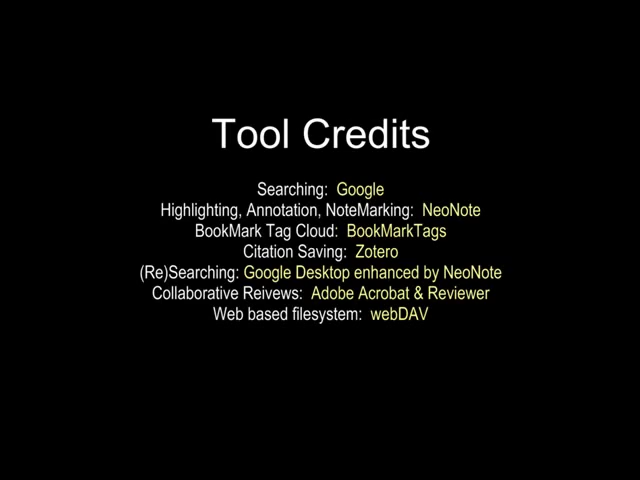 Tool Credits
Searching: Google
Highlighting, Annotation, NoteMarking: NeoNote
BookMark Tag Cloud: BookMarkTags
Citation Saving: Zotero
(Re)Searching: Google Desktop enhanced by NeoNote
Collaborative Reivews: Adobe Acrobat & Reviewer
Web based filesystem: webDAV